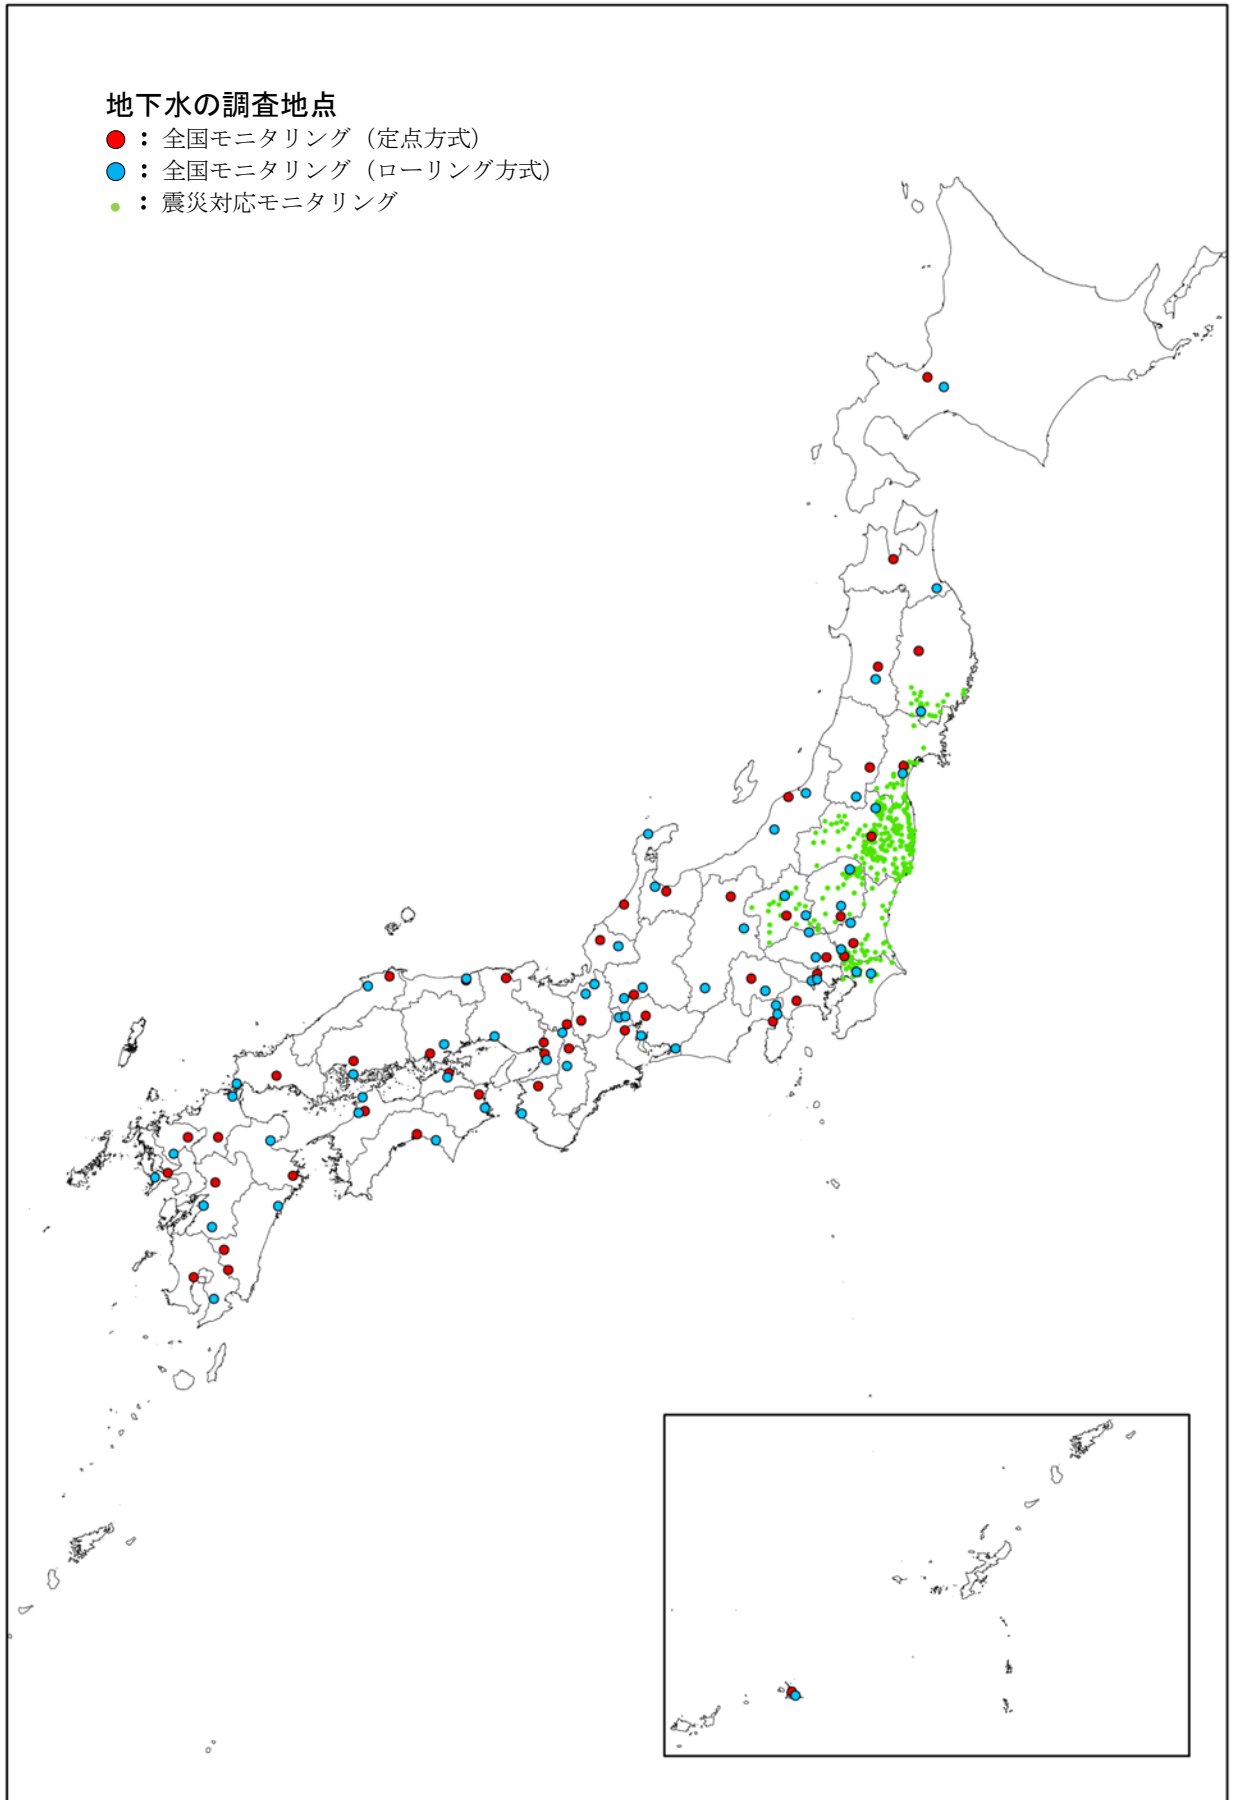 地下水の調査地点
：全国モニタリング（定点方式）
：全国モニタリング（ローリング方式）
：震災対応モニタリング